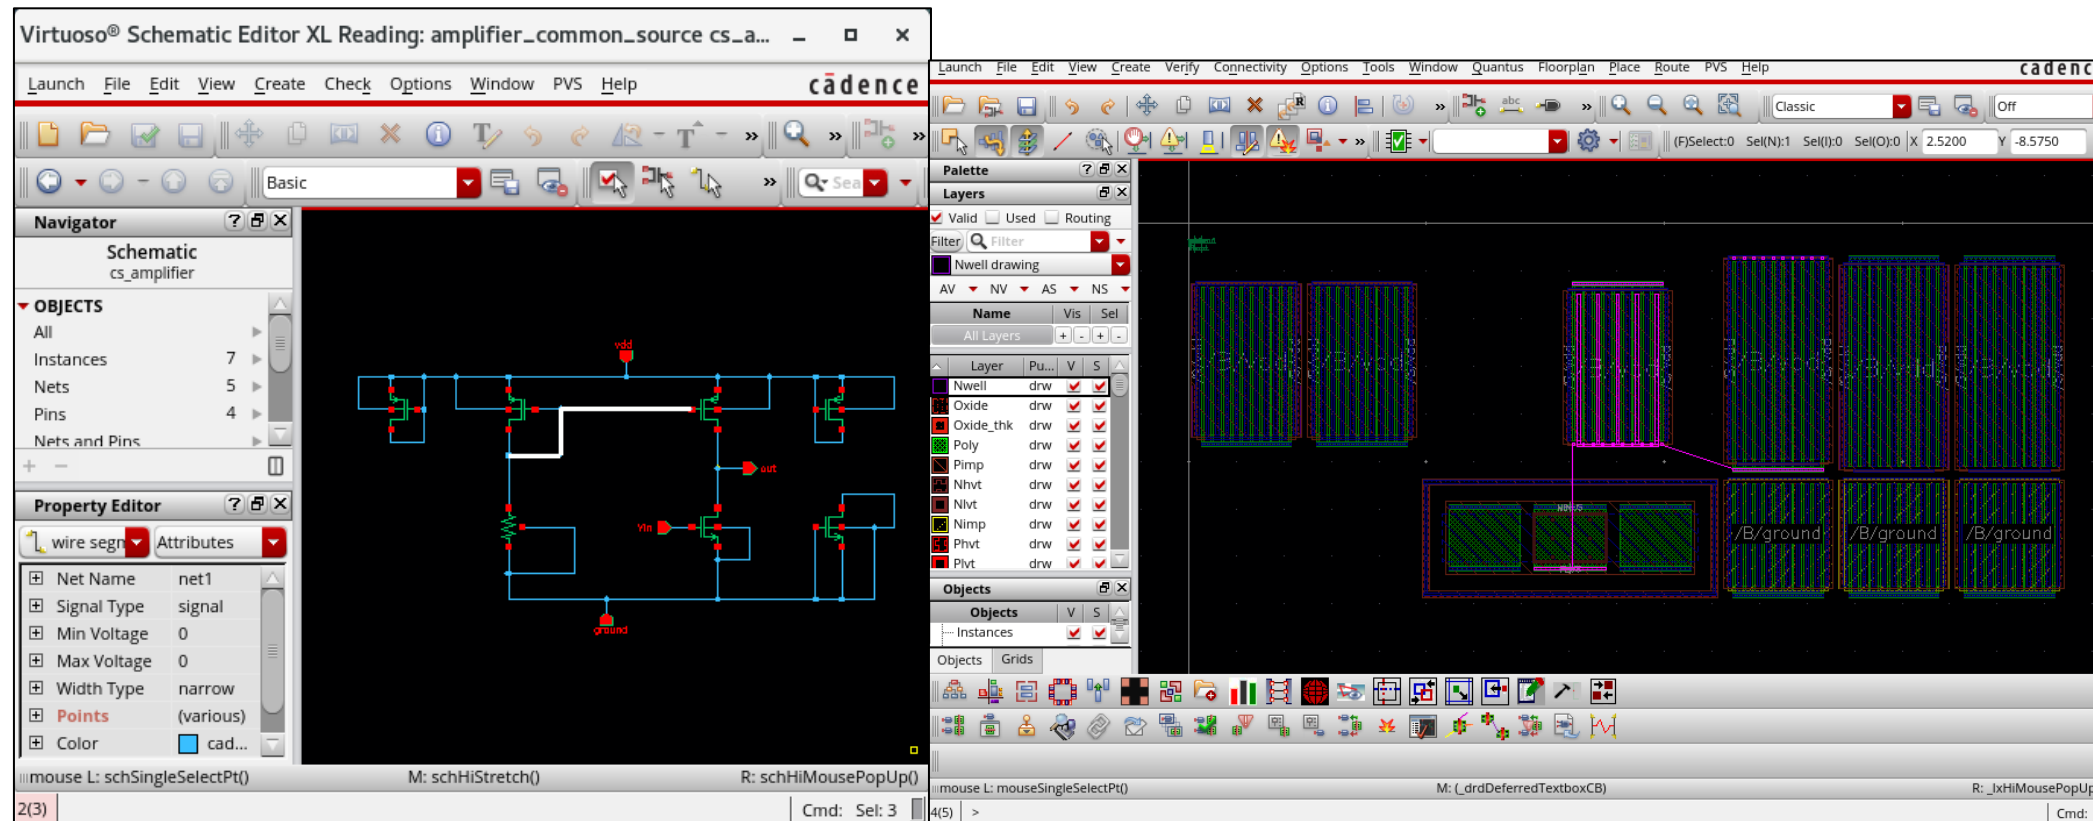 Virtuoso® Schematic Editor XL Reading: amplifier_common_source cs_a...
Launch File Edit View Create Check Options Window PVS Help
cādence
Basic
Navigator
Schematic
cs_amplifier
OBJECTS
All
Instances 7
Nets 5
Pins 4
Nets and Pins
Property Editor
wire segn Attributes
Net Name net1
Signal Type signal
Min Voltage 0
Max Voltage 0
Width Type narrow
Points (various)
Color cad...
vdd
out
Vin
ground
mouse L: schSingleSelectPt() M: schHiStretch() R: schHiMousePopUp()
2(3) Cmd: Sel: 3
Launch File Edit View Create Verify Connectivity Options Tools Window Quantus Floorplan Place Route PVS Help
cadenc
Classic
Off
(F)Select:0 Sel(N):1 Sel(I):0 Sel(O):0 X 2.5200 Y -8.5750
Palette
Layers
Valid Used Routing
Filter Filter
Nwell drawing
AV NV AS NS
Name Vis Sel
All Layers + - + -
Layer Pu... V S
Nwell drw
Oxide drw
Oxide_thk drw
Poly drw
Pimp drw
Nhvt drw
Nlvt drw
Nimp drw
Phvt drw
Plvt drw
Objects
Objects V S
Instances
Objects Grids
/B/ground /B/ground /B/ground
mouse L: mouseSingleSelectPt() M: (_drdDeferredTextboxCB) R: _lxHiMousePopUp
4(5) > Cmd: